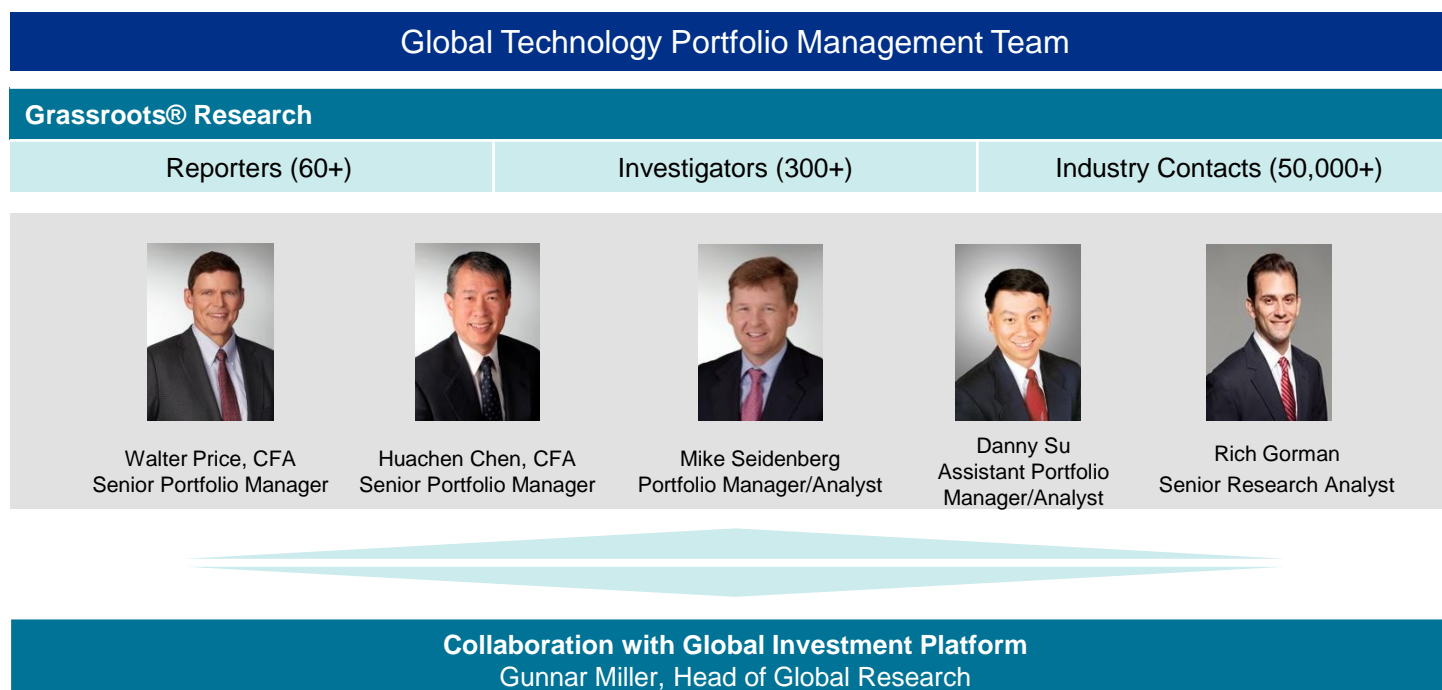 Global Technology Portfolio Management Team
Grassroots® Research
Reporters (60+)
Investigators (300+)
Industry Contacts (50,000+)
Walter Price, CFA
Senior Portfolio Manager
Huachen Chen, CFA
Senior Portfolio Manager
Mike Seidenberg
Portfolio Manager/Analyst
Danny Su
Assistant Portfolio
Manager/Analyst
Rich Gorman
Senior Research Analyst
Collaboration with Global Investment Platform
Gunnar Miller, Head of Global Research